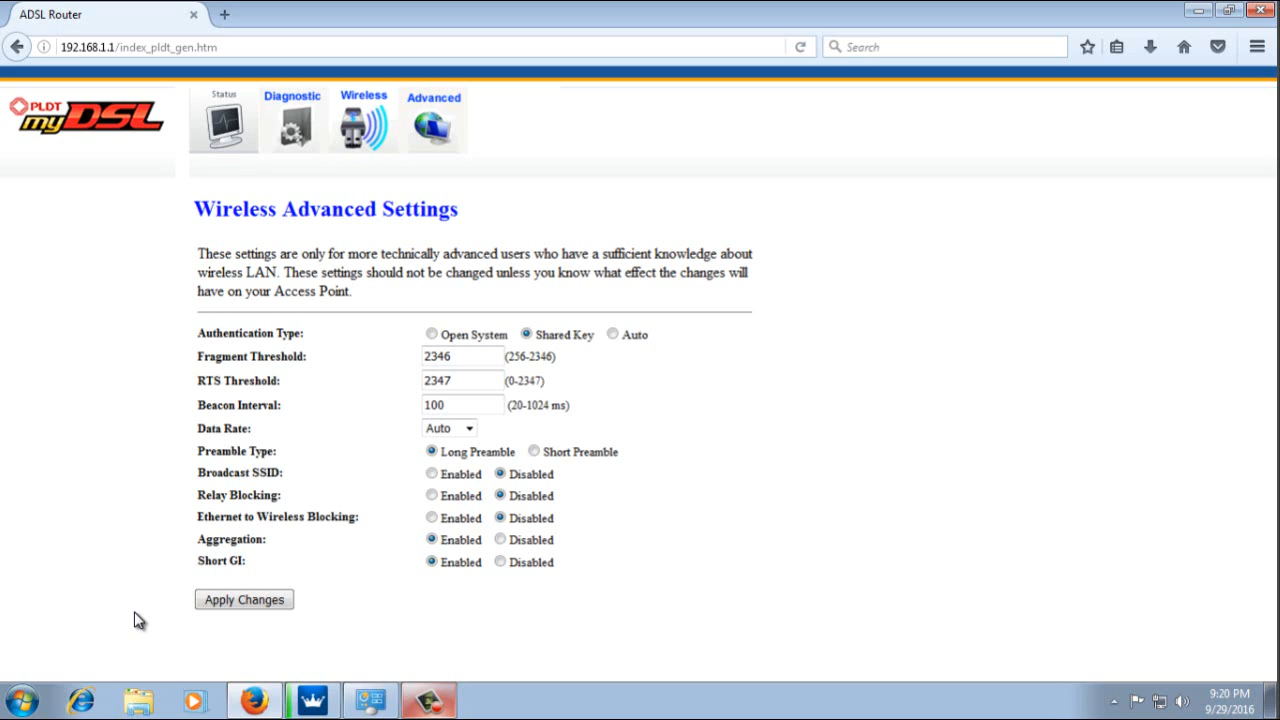 ADSL Router
192.168.1.1/index_pldt_gen.htm
Search
PLDT
myDSL
Status
Diagnostic
Wireless
Advanced
Wireless Advanced Settings
These settings are only for more technically advanced users who have a sufficient knowledge about
wireless LAN. These settings should not be changed unless you know what effect the changes will
have on your Access Point.
Authentication Type: Open System Shared Key Auto
Fragment Threshold: 2346 (256-2346)
RTS Threshold: 2347 (0-2347)
Beacon Interval: 100 (20-1024 ms)
Data Rate: Auto
Preamble Type: Long Preamble Short Preamble
Broadcast SSID: Enabled Disabled
Relay Blocking: Enabled Disabled
Ethernet to Wireless Blocking: Enabled Disabled
Aggregation: Enabled Disabled
Short GI: Enabled Disabled
Apply Changes
9:20 PM
9/29/2016